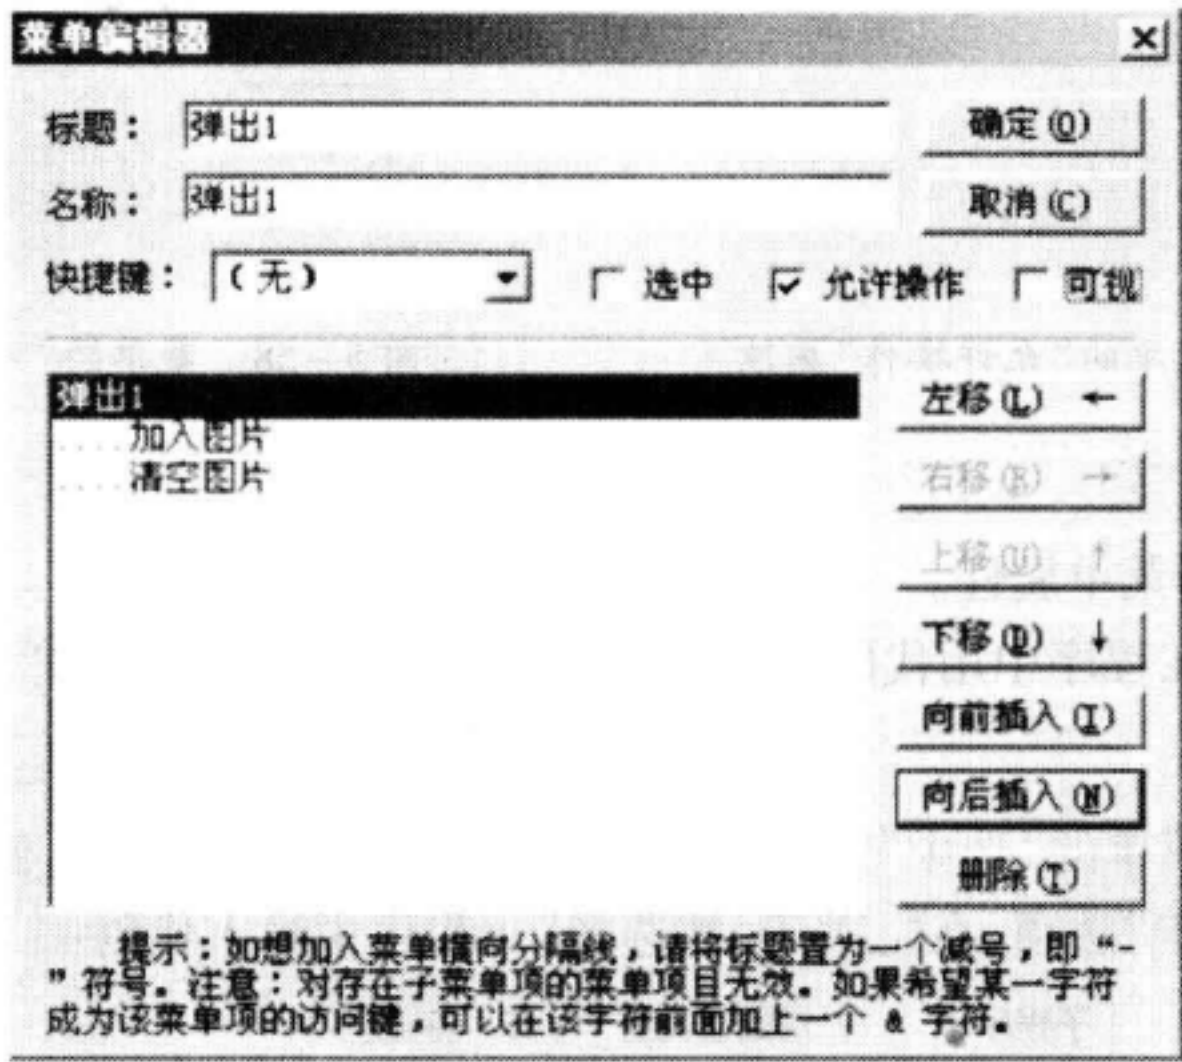 菜单编辑器
标题： 弹出1 确定(O)
名称： 弹出1 取消(C)
快捷键： (无) 选中 允许操作 可视
弹出1 左移(L) ←
....加入图片
....清空图片 右移(R) →
上移(U) ↑
下移(D) ↓
向前插入(I)
向后插入(N)
删除(T)
提示：如想加入菜单横向分隔线，请将标题置为一个减号，即“-
”符号。注意：对存在子菜单项的菜单项目无效。如果希望某一字符
成为该菜单项的访问键，可以在该字符前面加上一个 & 字符。